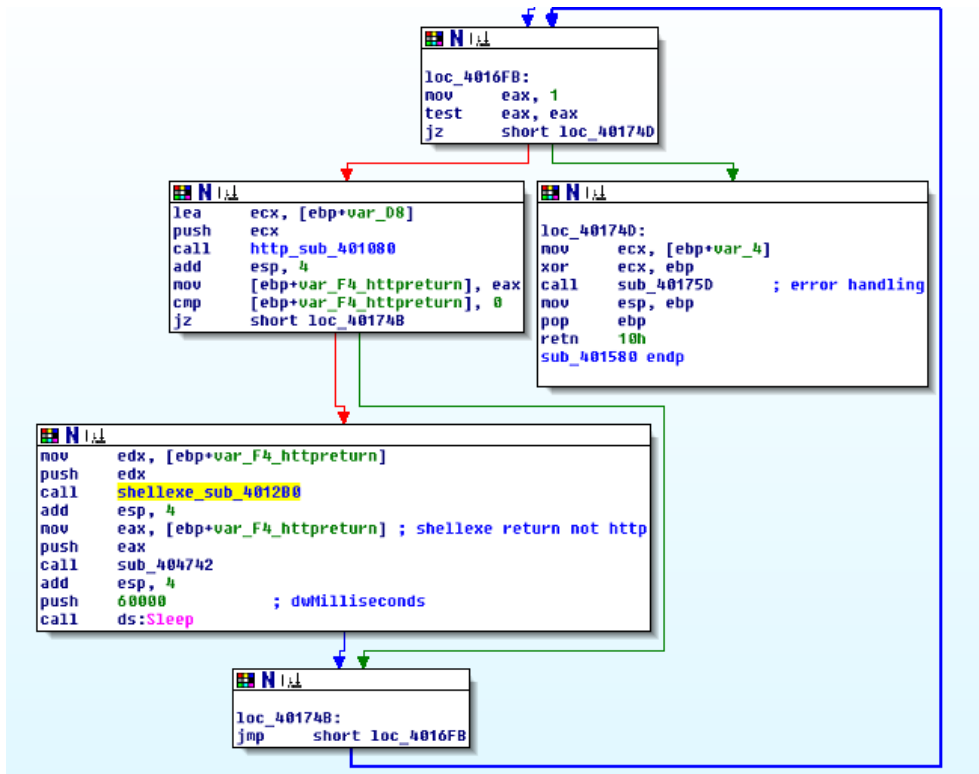 loc_4016FB:
mov eax, 1
test eax, eax
jz short loc_40174D
lea ecx, [ebp+var_D8]
push ecx
call http_sub_401080
add esp, 4
mov [ebp+var_F4_httpreturn], eax
cmp [ebp+var_F4_httpreturn], 0
jz short loc_40174B
loc_40174D:
mov ecx, [ebp+var_4]
xor ecx, ebp
call sub_40175D ; error handling
mov esp, ebp
pop ebp
retn 10h
sub_401580 endp
mov edx, [ebp+var_F4_httpreturn]
push edx
call shellexe_sub_4012B0
add esp, 4
mov eax, [ebp+var_F4_httpreturn] ; shellexe return not http
push eax
call sub_404742
add esp, 4
push 60000 ; dwMilliseconds
call ds:Sleep
loc_40174B:
jmp short loc_4016FB